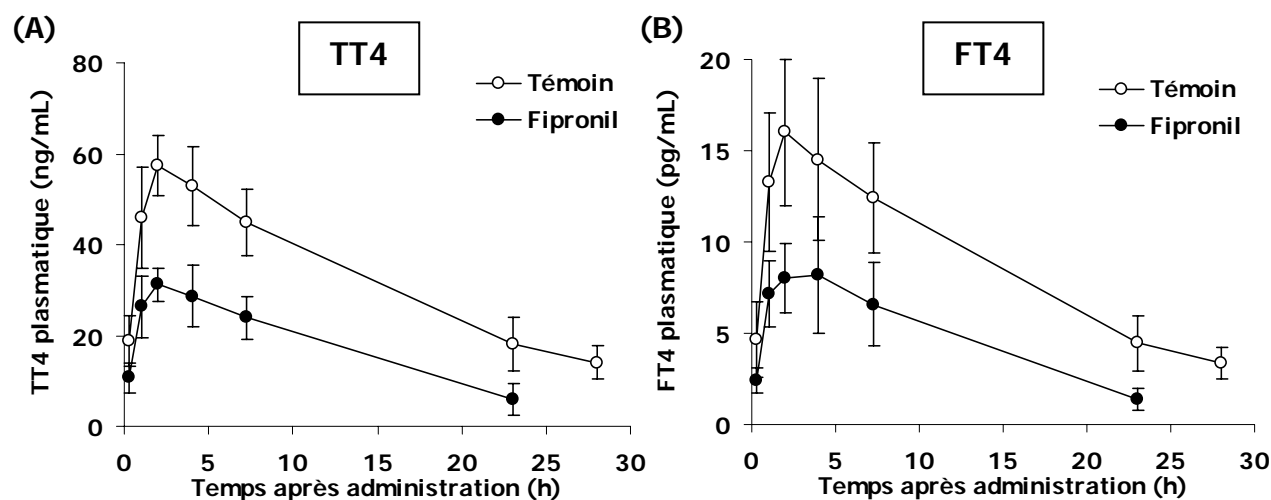 (A)
TT4
80
60
40
20
0
TT4 plasmatique (ng/mL)
Témoin
Fipronil
0 5 10 15 20 25 30
Temps après administration (h)
(B)
FT4
20
15
10
5
0
FT4 plasmatique (pg/mL)
Témoin
Fipronil
0 5 10 15 20 25 30
Temps après administration (h)